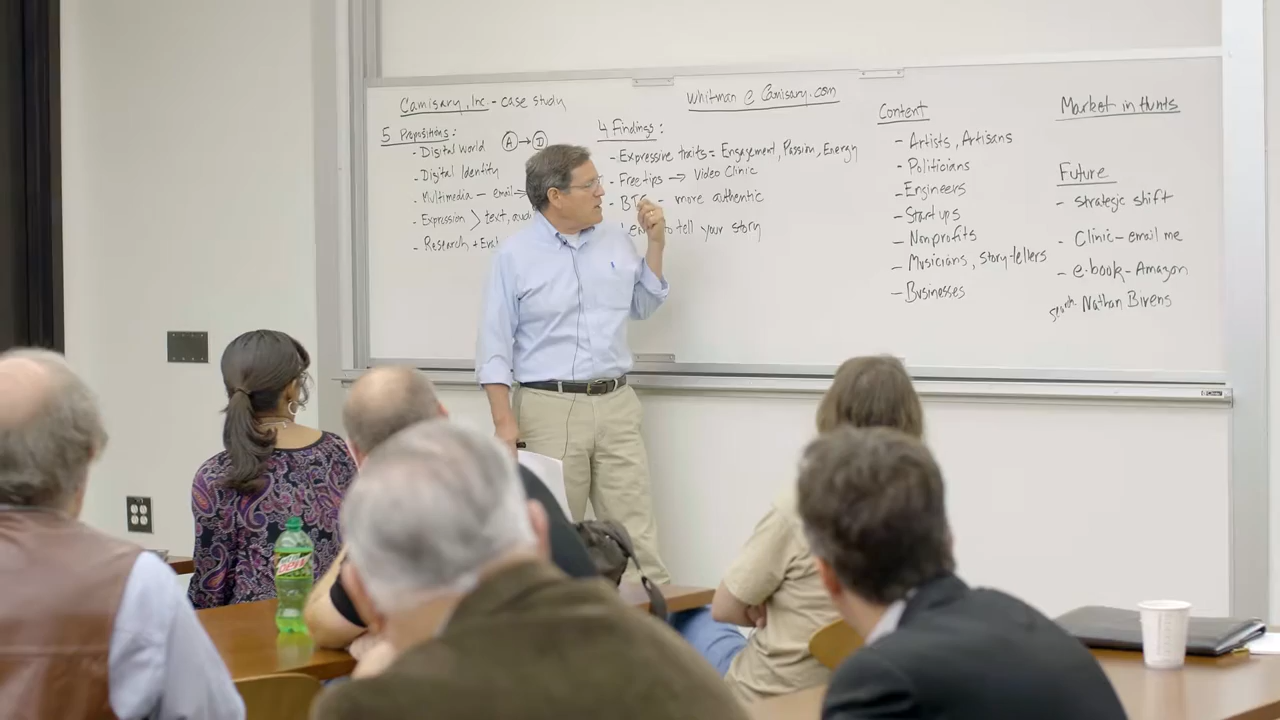 Camisary, Inc. - case study
5 Propositions:
- Digital World
A → D
- Digital Identity
- Multimedia - email →
- Expression > text, aud
- Research +
whitman @ Camisary.com
4 Findings:
- Expressive traits = Engagement, Passion, Energy
- Free tips → Video Clinic
- more authentic
to tell your story
Content
- Artists, Artisans
- Politicians
- Engineers
- Start ups
- Nonprofits
- Musicians, Story-tellers
- Businesses
Market in Hunts
Future
- strategic shift
- Clinic - email me
- e-book - Amazon
Nathan Bivens
DEW